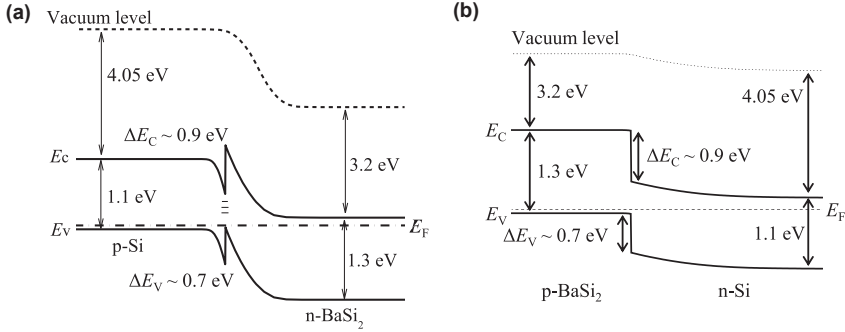 (a)
Vacuum level
4.05 eV
ΔE_C ~ 0.9 eV
E_C
3.2 eV
1.1 eV
E_V
E_F
p-Si
ΔE_V ~ 0.7 eV
1.3 eV
n-BaSi₂
(b)
Vacuum level
3.2 eV
4.05 eV
E_C
ΔE_C ~ 0.9 eV
1.3 eV
E_V
E_F
ΔE_V ~ 0.7 eV
1.1 eV
p-BaSi₂
n-Si